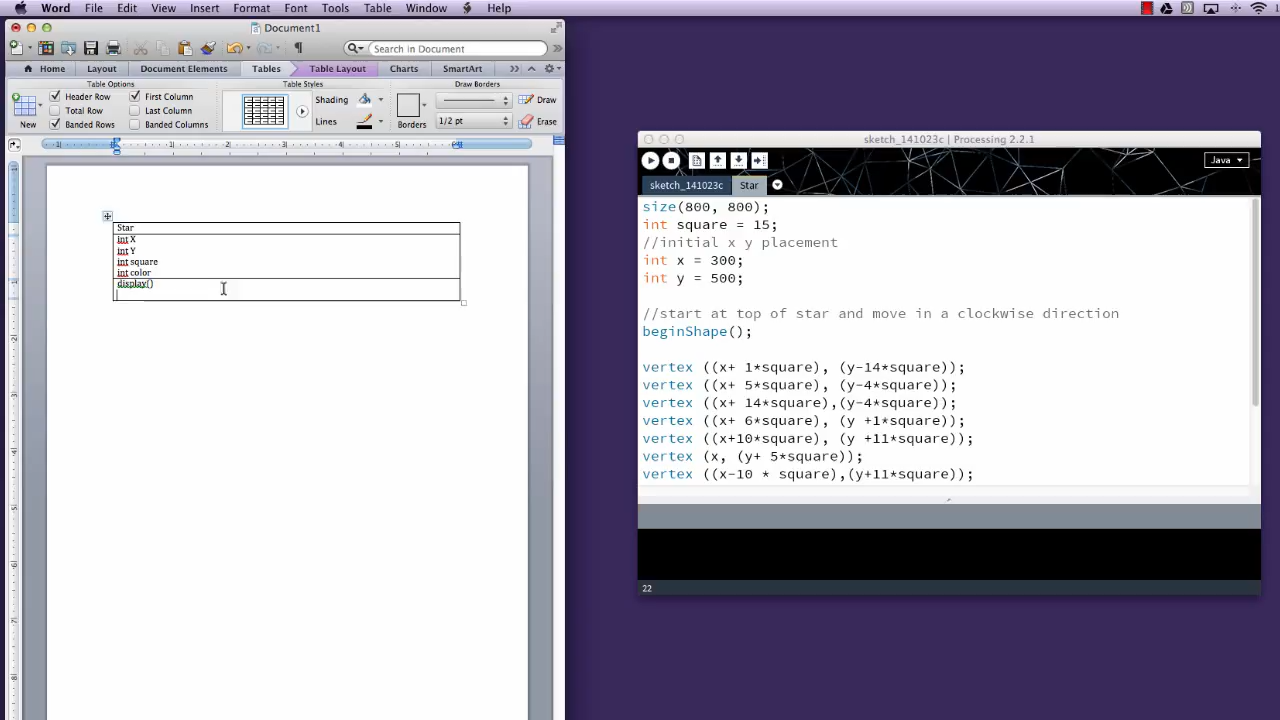 Word File Edit View Insert Format Font Tools Table Window Help
Document1
Search in Document
Home Layout Document Elements Tables Table Layout Charts SmartArt
Table Options Table Styles Draw Borders
Header Row First Column Shading Draw
Total Row Last Column
New Banded Rows Banded Columns Lines Borders 1/2 pt Erase
Star
int X
int Y
int square
int color
display()
sketch_141023c | Processing 2.2.1
Java
sketch_141023c Star
size(800, 800);
int square = 15;
//initial x y placement
int x = 300;
int y = 500;
//start at top of star and move in a clockwise direction
beginShape();
vertex ((x+ 1*square), (y-14*square));
vertex ((x+ 5*square), (y-4*square));
vertex ((x+ 14*square),(y-4*square));
vertex ((x+ 6*square), (y +1*square));
vertex ((x+10*square), (y +11*square));
vertex (x, (y+ 5*square));
vertex ((x-10 * square),(y+11*square));
22